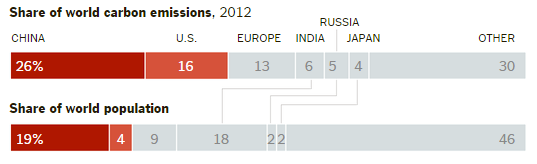 Share of world carbon emissions, 2012
RUSSIA
CHINA U.S. EUROPE INDIA JAPAN OTHER
26% 16 13 6 5 4 30
Share of world population
19% 4 9 18 2 2 46